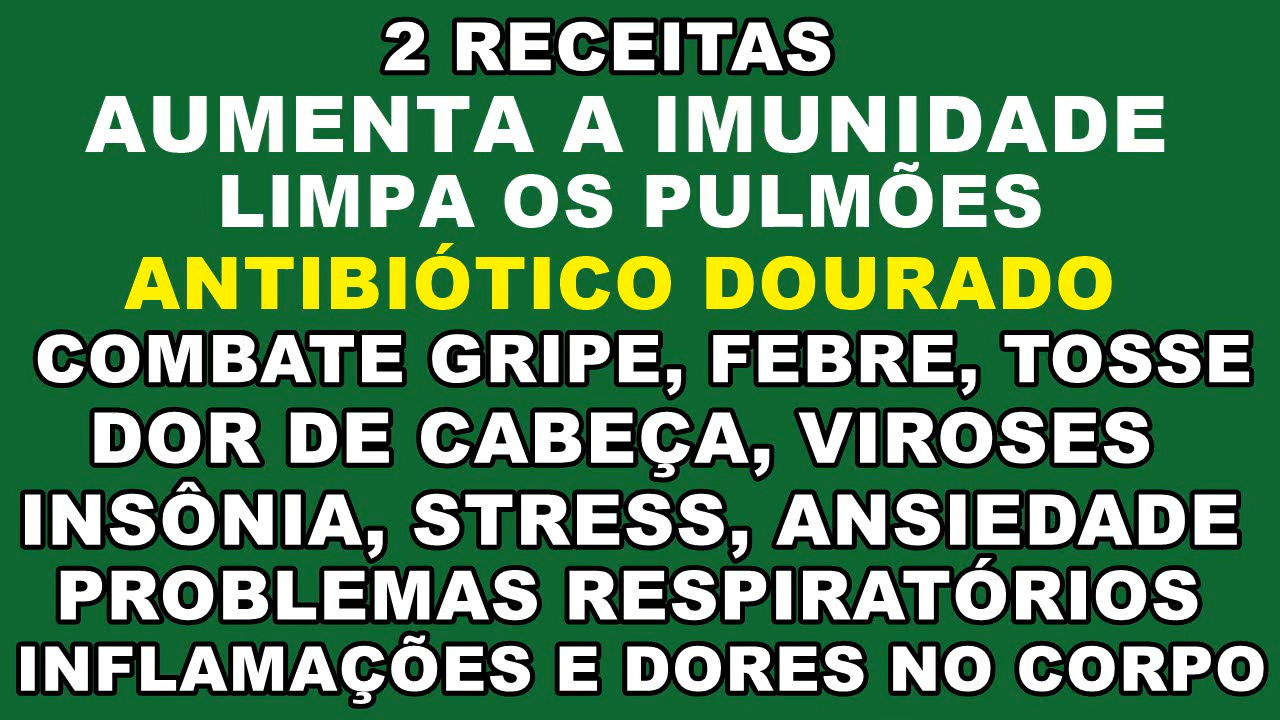 2 RECEITAS
AUMENTA A IMUNIDADE
LIMPA OS PULMÕES
ANTIBIÓTICO DOURADO
COMBATE GRIPE, FEBRE, TOSSE
DOR DE CABEÇA, VIROSES
INSÔNIA, STRESS, ANSIEDADE
PROBLEMAS RESPIRATÓRIOS
INFLAMAÇÕES E DORES NO CORPO